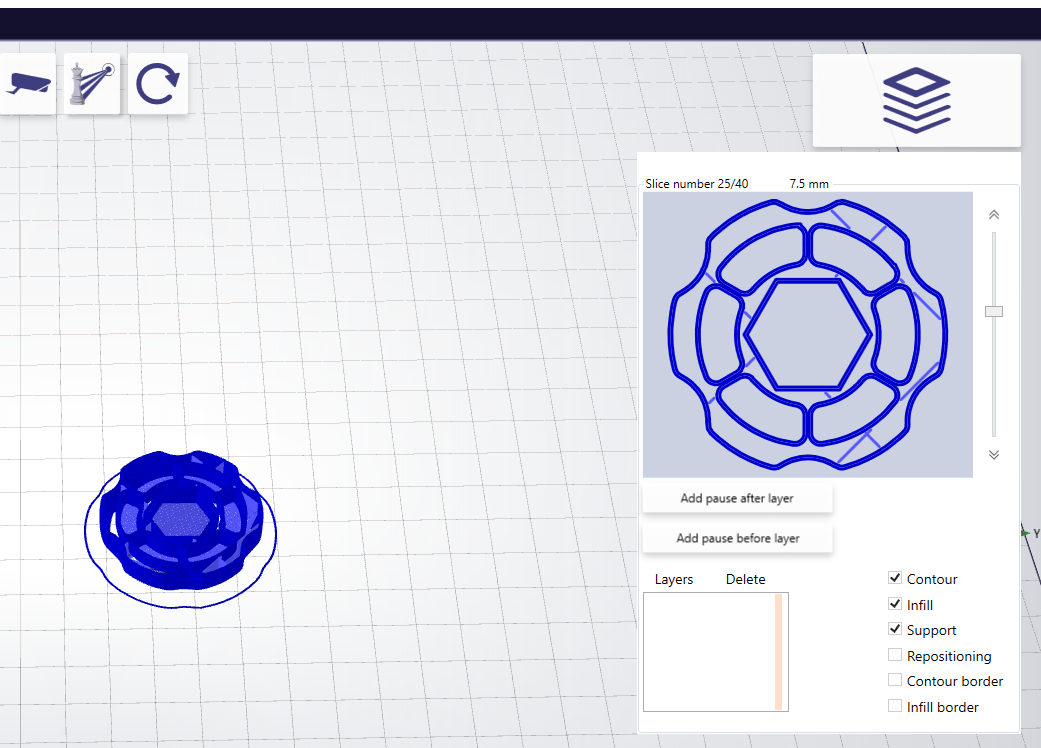 Slice number 25/40 7.5 mm
Add pause after layer
Add pause before layer
Layers Delete
Contour
Infill
Support
Repositioning
Contour border
Infill border
Y